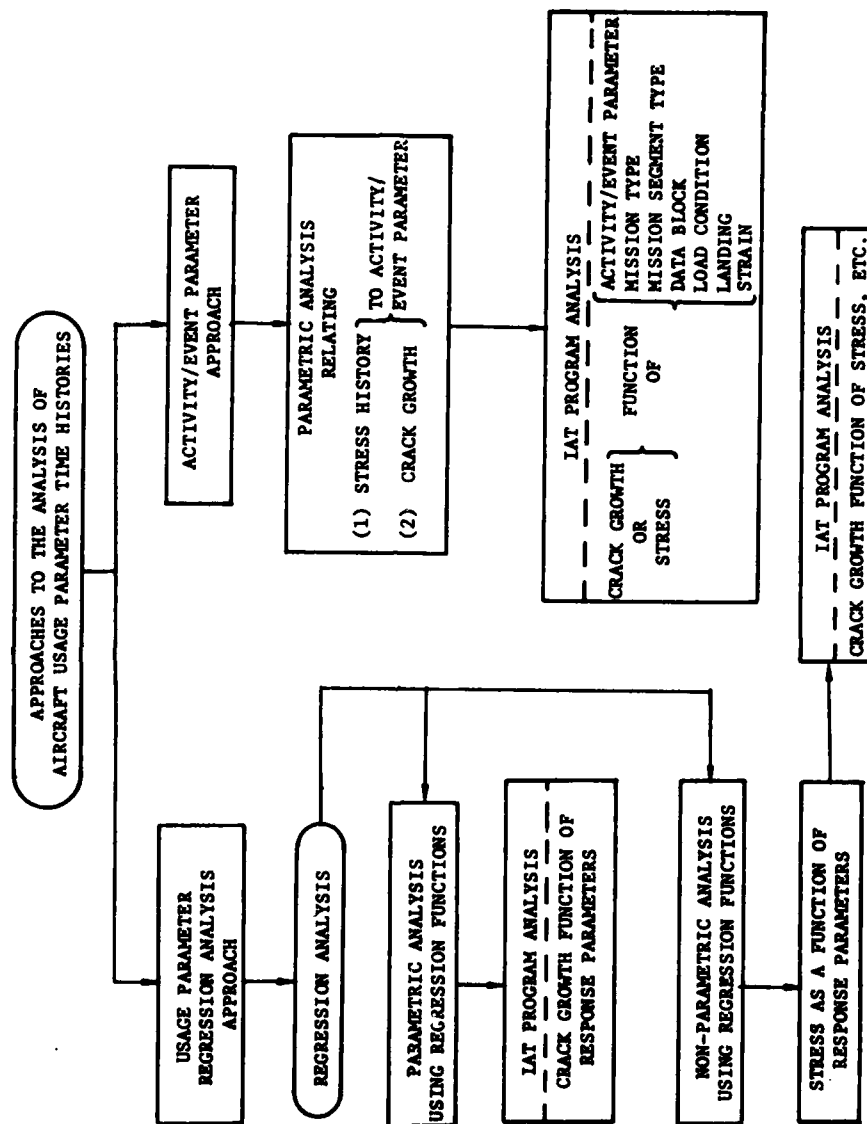 APPROACHES TO THE ANALYSIS OF
AIRCRAFT USAGE PARAMETER TIME HISTORIES
USAGE PARAMETER
REGRESSION ANALYSIS
APPROACH
REGRESSION ANALYSIS
PARAMETRIC ANALYSIS
USING REGRESSION FUNCTIONS
IAT PROGRAM ANALYSIS
CRACK GROWTH FUNCTION OF
RESPONSE PARAMETERS
NON-PARAMETRIC ANALYSIS
USING REGRESSION FUNCTIONS
STRESS AS A FUNCTION OF
RESPONSE PARAMETERS
IAT PROGRAM ANALYSIS
CRACK GROWTH FUNCTION OF STRESS, ETC.
ACTIVITY/EVENT PARAMETER
APPROACH
PARAMETRIC ANALYSIS
RELATING
(1) STRESS HISTORY
(2) CRACK GROWTH
TO ACTIVITY/
EVENT PARAMETER
IAT PROGRAM ANALYSIS
CRACK GROWTH
OR
STRESS
FUNCTION
OF
ACTIVITY/EVENT PARAMETER
MISSION TYPE
MISSION SEGMENT TYPE
DATA BLOCK
LOAD CONDITION
LANDING
STRAIN